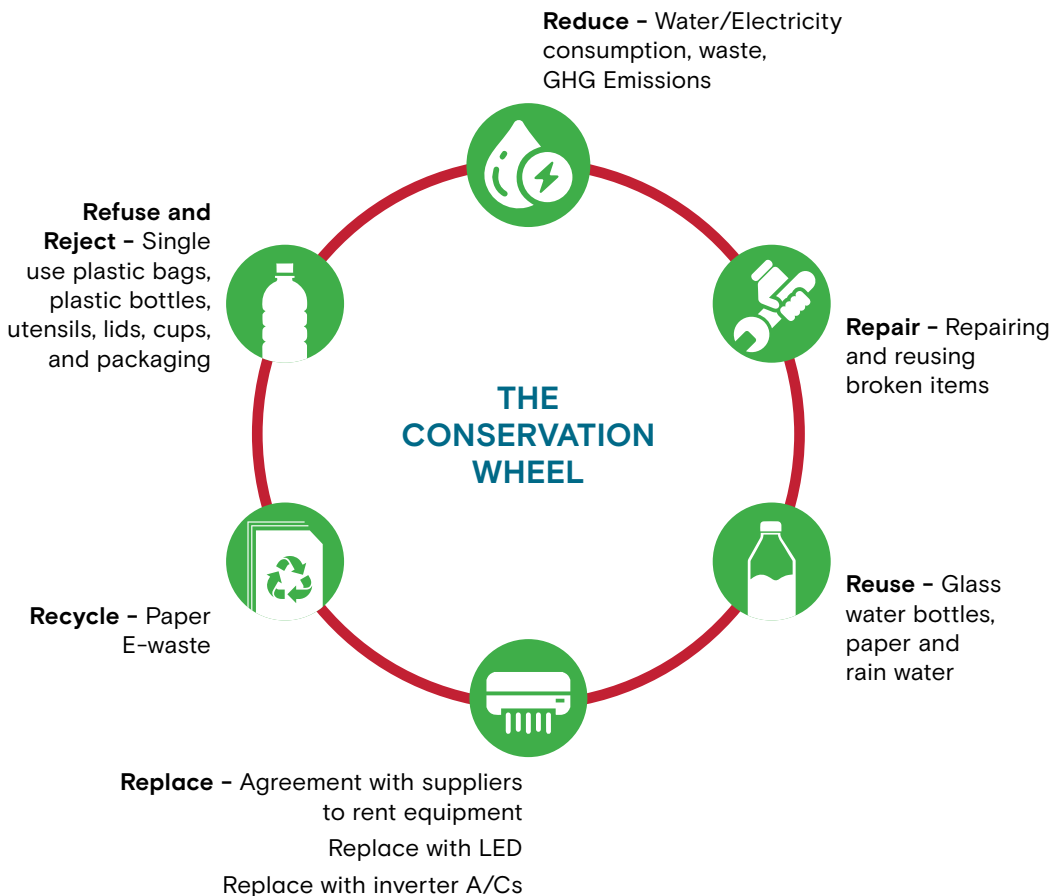 Reduce - Water/Electricity
consumption, waste,
GHG Emissions
Refuse and
Reject - Single
use plastic bags,
plastic bottles,
utensils, lids, cups,
and packaging
Repair - Repairing
and reusing
broken items
THE
CONSERVATION
WHEEL
Reuse - Glass
water bottles,
paper and
rain water
Recycle - Paper
E-waste
Replace - Agreement with suppliers
to rent equipment
Replace with LED
Replace with inverter A/Cs